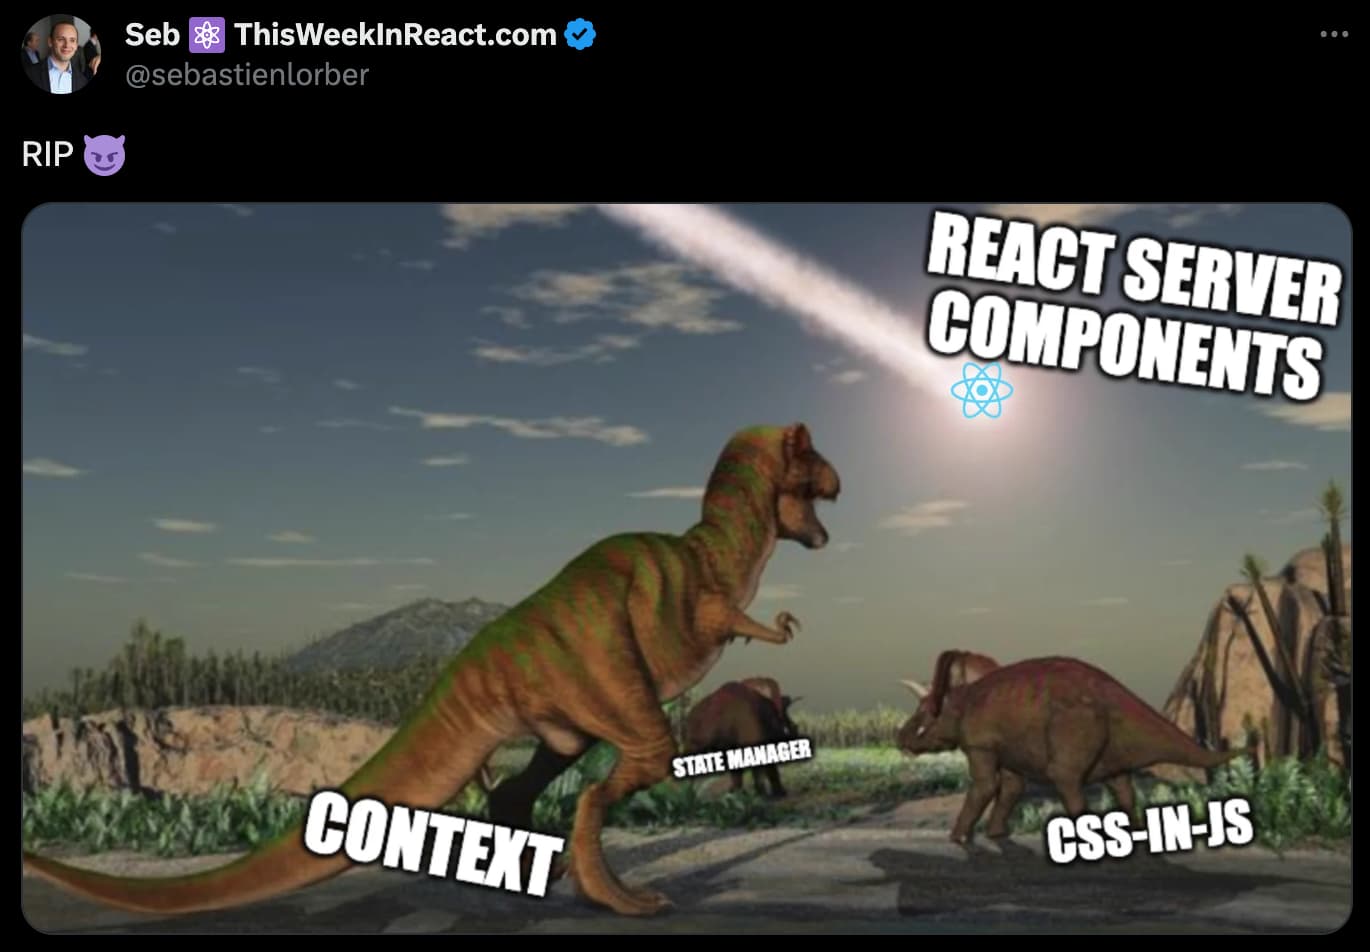 Seb ⚛️ ThisWeekInReact.com
@sebastienlorber
RIP 😈
REACT SERVER
COMPONENTS
STATE MANAGER
CONTEXT
CSS-IN-JS